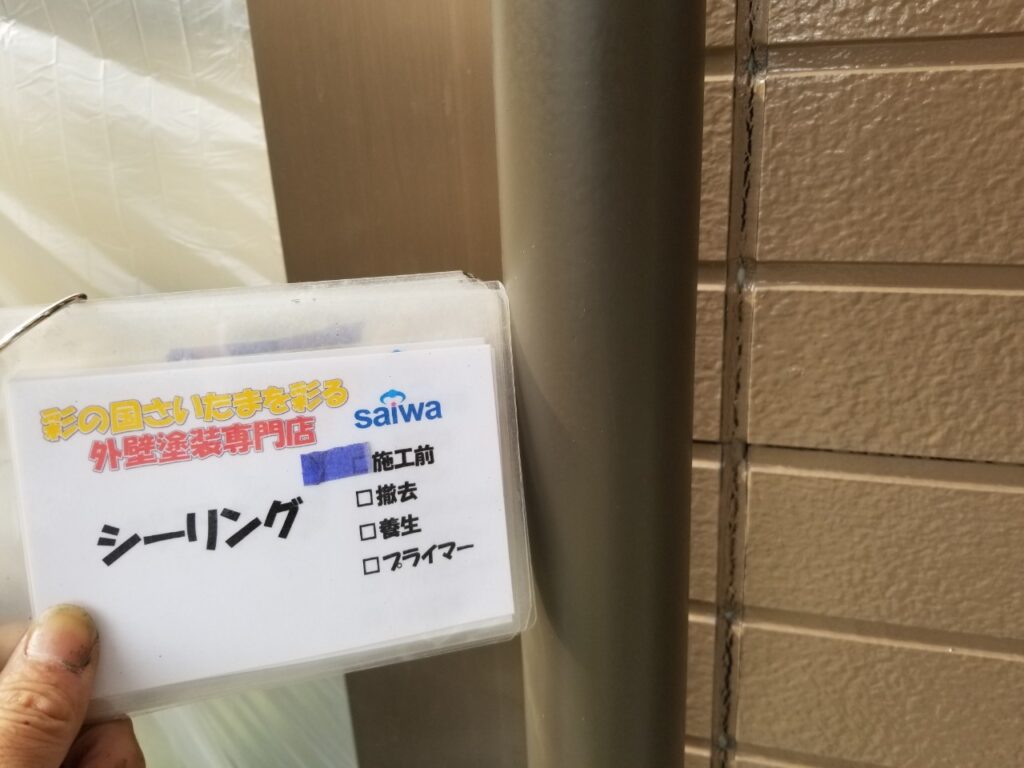 彩の国さいたまを彩る
外壁塗装専門店
saiwa
シーリング
施工前
□撤去
□養生
□プライマー